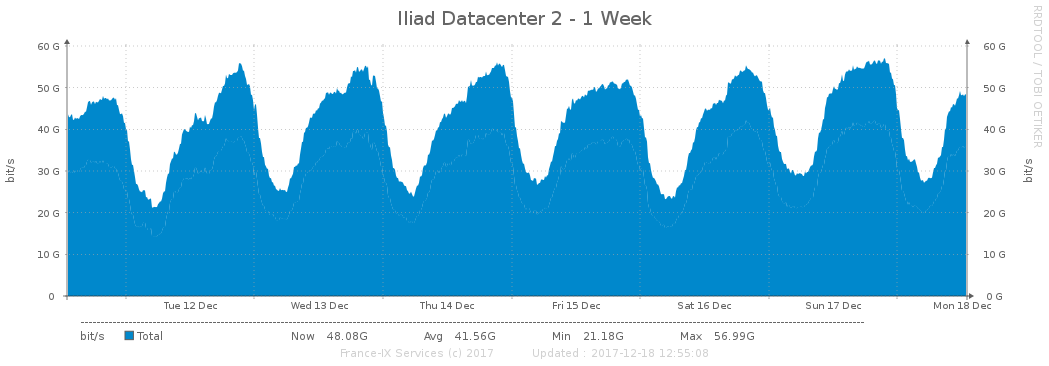 Iliad Datacenter 2 - 1 Week
RRDTOOL / TOBI OETIKER
60 G 60 G
50 G 50 G
40 G 40 G
30 G 30 G
20 G 20 G
10 G 10 G
0 0 G
bit/s bit/s
Tue 12 Dec Wed 13 Dec Thu 14 Dec Fri 15 Dec Sat 16 Dec Sun 17 Dec Mon 18 Dec
bit/s Total Now 48.08G Avg 41.56G Min 21.18G Max 56.99G
France-IX Services (c) 2017 Updated : 2017-12-18 12:55:08